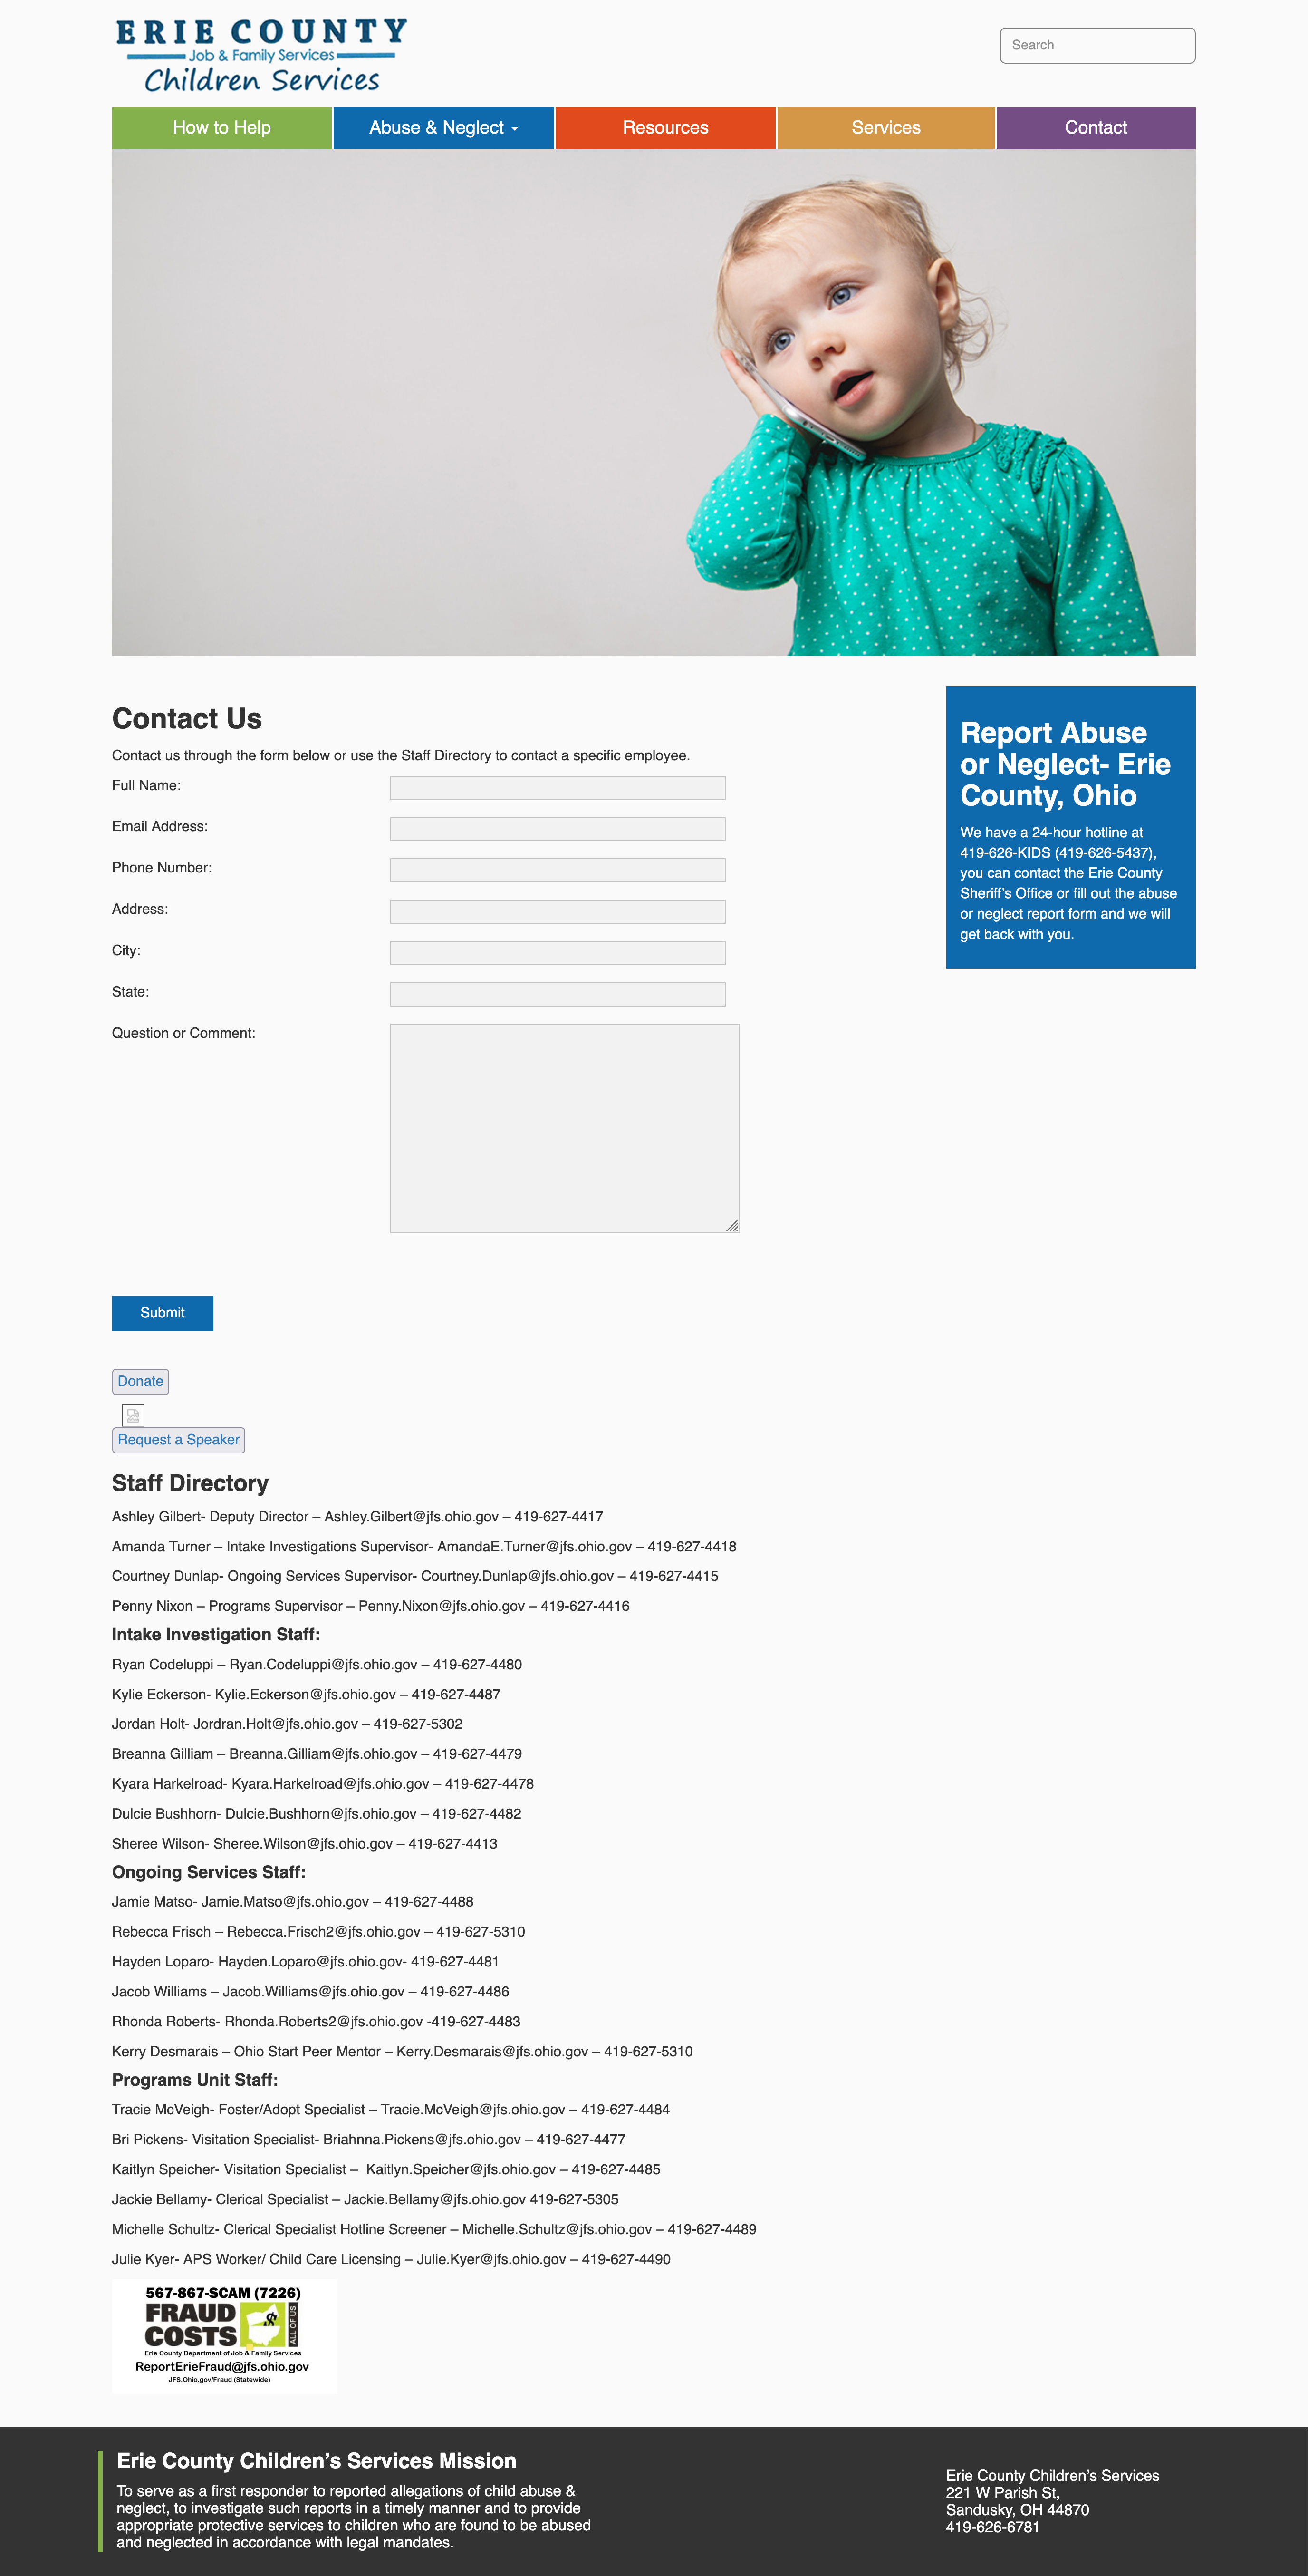 ERIE COUNTY
Job & Family Services
Children Services
Search
How to Help
Abuse & Neglect
Resources
Services
Contact
Contact Us
Contact us through the form below or use the Staff Directory to contact a specific employee.
Full Name:
Email Address:
Phone Number:
Address:
City:
State:
Question or Comment:
Submit
Report Abuse
or Neglect- Erie
County, Ohio
We have a 24-hour hotline at
419-626-KIDS (419-626-5437),
you can contact the Erie County
Sheriff’s Office or fill out the abuse
or neglect report form and we will
get back with you.
Donate
Request a Speaker
Staff Directory
Ashley Gilbert- Deputy Director – Ashley.Gilbert@jfs.ohio.gov – 419-627-4417
Amanda Turner – Intake Investigations Supervisor- AmandaE.Turner@jfs.ohio.gov – 419-627-4418
Courtney Dunlap- Ongoing Services Supervisor- Courtney.Dunlap@jfs.ohio.gov – 419-627-4415
Penny Nixon – Programs Supervisor – Penny.Nixon@jfs.ohio.gov – 419-627-4416
Intake Investigation Staff:
Ryan Codeluppi – Ryan.Codeluppi@jfs.ohio.gov – 419-627-4480
Kylie Eckerson- Kylie.Eckerson@jfs.ohio.gov – 419-627-4487
Jordan Holt- Jordran.Holt@jfs.ohio.gov – 419-627-5302
Breanna Gilliam – Breanna.Gilliam@jfs.ohio.gov – 419-627-4479
Kyara Harkelroad- Kyara.Harkelroad@jfs.ohio.gov – 419-627-4478
Dulcie Bushhorn- Dulcie.Bushhorn@jfs.ohio.gov – 419-627-4482
Sheree Wilson- Sheree.Wilson@jfs.ohio.gov – 419-627-4413
Ongoing Services Staff:
Jamie Matso- Jamie.Matso@jfs.ohio.gov – 419-627-4488
Rebecca Frisch – Rebecca.Frisch2@jfs.ohio.gov – 419-627-5310
Hayden Loparo- Hayden.Loparo@jfs.ohio.gov- 419-627-4481
Jacob Williams – Jacob.Williams@jfs.ohio.gov – 419-627-4486
Rhonda Roberts- Rhonda.Roberts2@jfs.ohio.gov -419-627-4483
Kerry Desmarais – Ohio Start Peer Mentor – Kerry.Desmarais@jfs.ohio.gov – 419-627-5310
Programs Unit Staff:
Tracie McVeigh- Foster/Adopt Specialist – Tracie.McVeigh@jfs.ohio.gov – 419-627-4484
Bri Pickens- Visitation Specialist- Briahnna.Pickens@jfs.ohio.gov – 419-627-4477
Kaitlyn Speicher- Visitation Specialist –  Kaitlyn.Speicher@jfs.ohio.gov – 419-627-4485
Jackie Bellamy- Clerical Specialist – Jackie.Bellamy@jfs.ohio.gov 419-627-5305
Michelle Schultz- Clerical Specialist Hotline Screener – Michelle.Schultz@jfs.ohio.gov – 419-627-4489
Julie Kyer- APS Worker/ Child Care Licensing – Julie.Kyer@jfs.ohio.gov – 419-627-4490
567-867-SCAM (7226)
FRAUD
COSTS
$
ALL OF US
Erie County Department of Job & Family Services
ReportErieFraud@jfs.ohio.gov
JFS.Ohio.gov/Fraud (Statewide)
Erie County Children’s Services Mission
To serve as a first responder to reported allegations of child abuse &
neglect, to investigate such reports in a timely manner and to provide
appropriate protective services to children who are found to be abused
and neglected in accordance with legal mandates.
Erie County Children’s Services
221 W Parish St,
Sandusky, OH 44870
419-626-6781